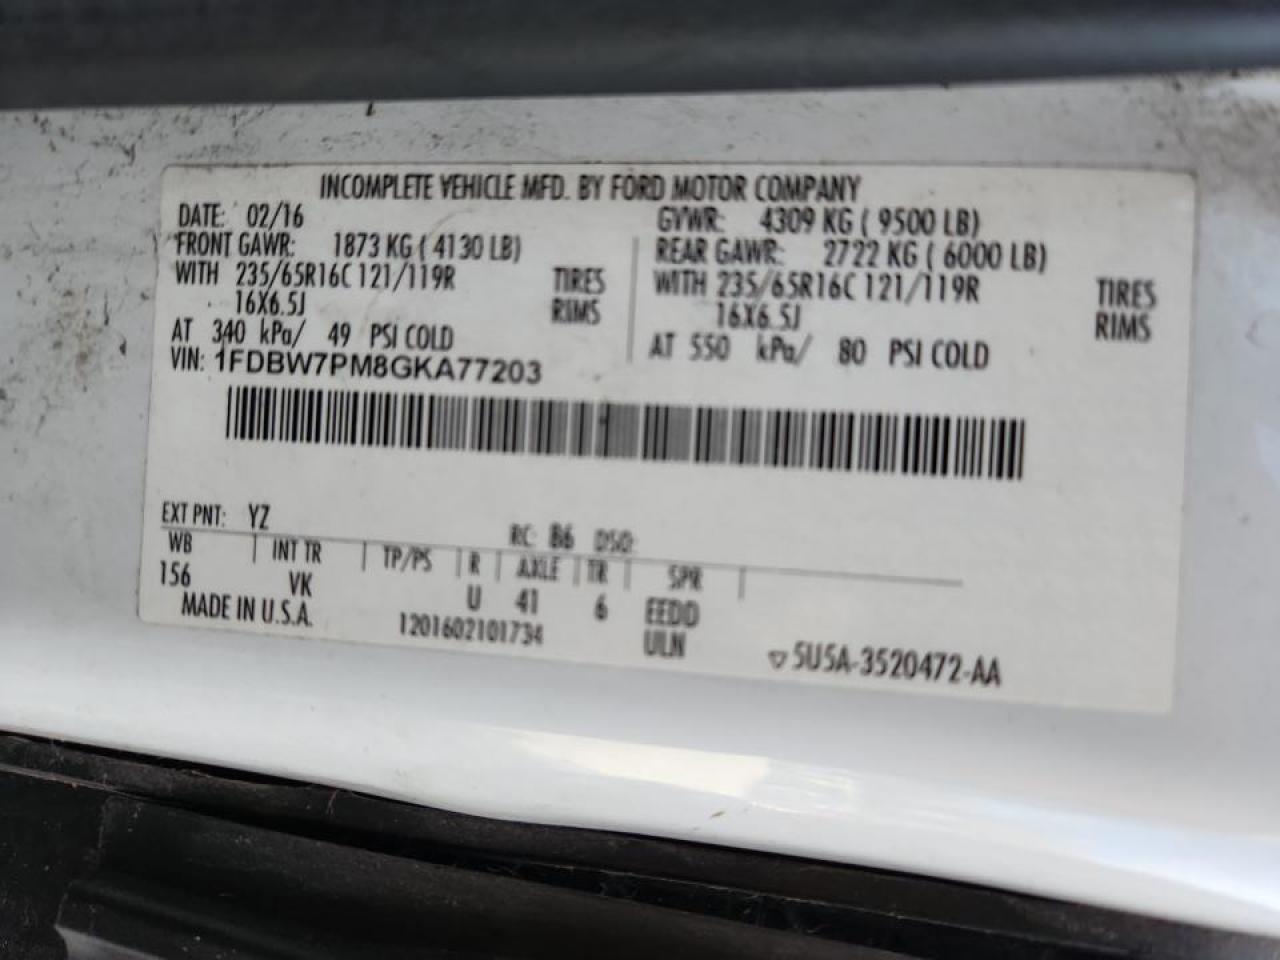 INCOMPLETE VEHICLE MFD. BY FORD MOTOR COMPANY
DATE: 02/16 GVWR: 4309 KG ( 9500 LB)
FRONT GAWR: 1873 KG ( 4130 LB) REAR GAWR: 2722 KG ( 6000 LB)
WITH 235/65R16C 121/119R TIRES WITH 235/65R16C 121/119R TIRES
16X6.5J RIMS 16X6.5J RIMS
AT 340 kPa/ 49 PSI COLD AT 550 kPa/ 80 PSI COLD
VIN: 1FDBW7PM8GKA77203
EXT PNT: YZ RC: B6 DSO:
WB INT TR TP/PS R AXLE TR SPR
156 VK U 41 6 EEDD
MADE IN U.S.A. 1201602101734 ULN ▽5U5A-3520472-AA